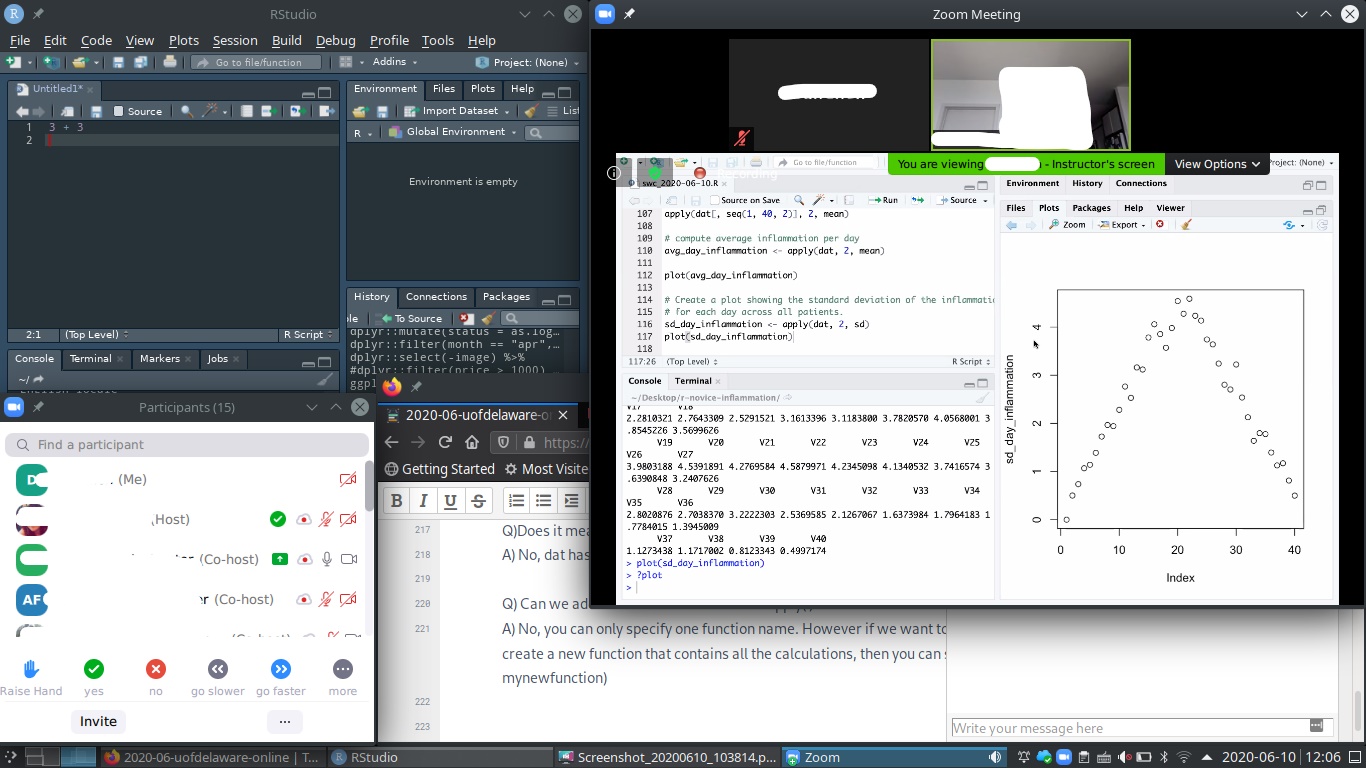 RStudio
File Edit Code View Plots Session Build Debug Profile Tools Help
Go to file/function Addins Project: (None)
Untitled1*
Source
1 3 + 3
2
2:1 (Top Level) R Script
Console Terminal Markers Jobs
~/
Environment Files Plots Help
Import Dataset List
R Global Environment
Environment is empty
History Connections Packages
To Source
dplyr::mutate(status = as.log…
dplyr::filter(month == "apr",…
dplyr::select(-image) %>%
#dplyr::filter(price > 1000)
Participants (15)
Find a participant
D (Me)
Host)
(Co-host)
AF r (Co-host)
(Co-host)
Raise Hand yes no go slower go faster more
Invite ...
2020-06-uofdelaware-o
https:/
Getting Started Most Visite
B I U S
217 Q)Does it mea
218 A) No, dat has
219
220 Q) Can we ad
221 A) No, you can only specify one function name. However if we want to
create a new function that contains all the calculations, then you can s
mynewfunction)
222
223
Write your message here
Zoom Meeting
You are viewing - Instructor's screen View Options
Recording
Go to file/function Project: (None)
swc_2020-06-10.R
Source on Save Run Source
107 apply(dat[, seq(1, 40, 2)], 2, mean)
108
109 # compute average inflammation per day
110 avg_day_inflammation <- apply(dat, 2, mean)
111
112 plot(avg_day_inflammation)
113
114 # Create a plot showing the standard deviation of the inflammatio
115 # for each day across all patients.
116 sd_day_inflammation <- apply(dat, 2, sd)
117 plot(sd_day_inflammation)
118
117:26 (Top Level) R Script
Console Terminal
~/Desktop/r-novice-inflammation/
V17 V18
2.2810321 2.7643309 2.5291521 3.1613396 3.1183800 3.7820570 4.0568001 3
.8545226 3.5699626
V19 V20 V21 V22 V23 V24 V25
V26 V27
3.9803188 4.5391891 4.2769584 4.5879971 4.2345098 4.1340532 3.7416574 3
.6390848 3.2407626
V28 V29 V30 V31 V32 V33 V34
V35 V36
2.8020876 2.7038370 3.2222303 2.5369585 2.1267067 1.6373984 1.7964183 1
.7784015 1.3945009
V37 V38 V39 V40
1.1273438 1.1717002 0.8123343 0.4997174
> plot(sd_day_inflammation)
> ?plot
>
Environment History Connections
Files Plots Packages Help Viewer
Zoom Export
sd_day_inflammation
4
3
2
1
0
0 10 20 30 40
Index
2020-06-uofdelaware-online | T... RStudio Screenshot_20200610_103814.p... Zoom 2020-06-10 12:06